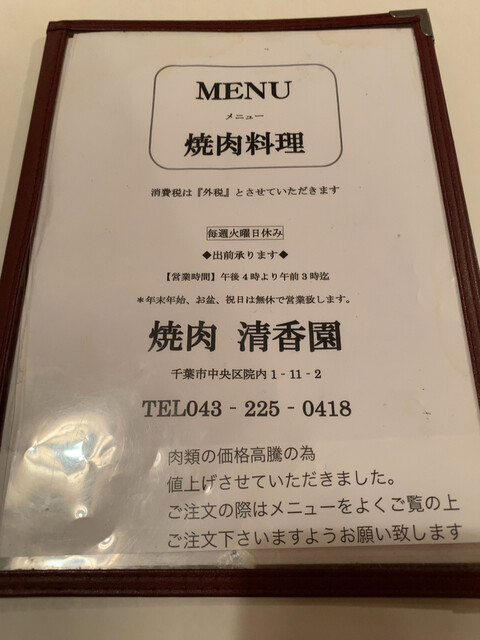 MENU
メニュー
焼肉料理
消費税は『外税』とさせていただきます
毎週火曜日休み
◆出前承ります◆
【営業時間】午後4時より午前3時迄
*年末年始、お盆、祝日は無休で営業致します。
焼肉 清香園
千葉市中央区院内1-11-2
TEL043-225-0418
肉類の価格高騰の為
値上げさせていただきました。
ご注文の際はメニューをよくご覧の上
ご注文下さいますようお願い致します